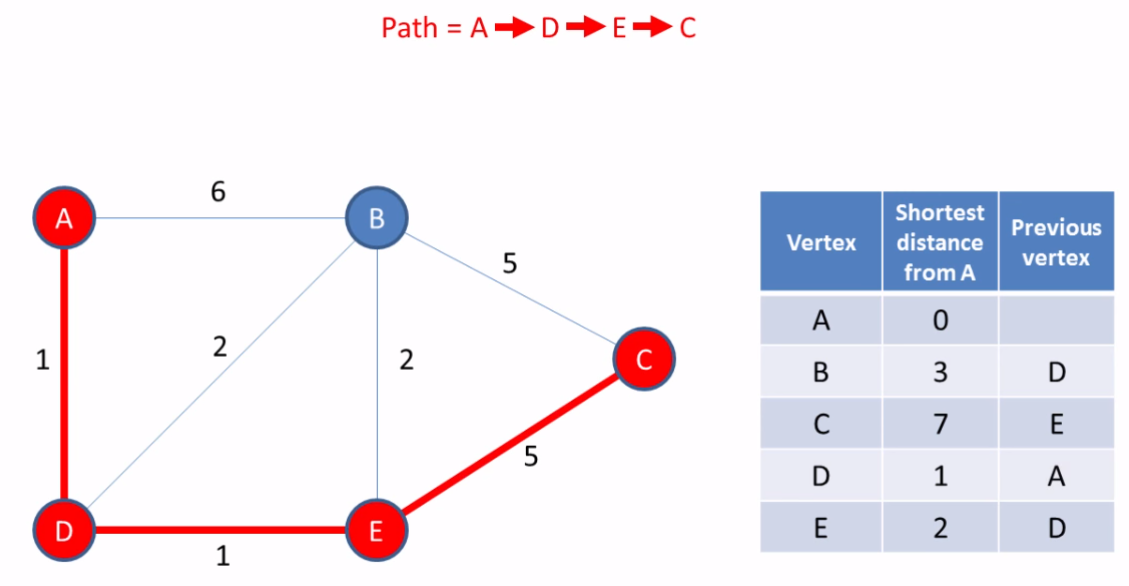 Path = A → D → E → C
6
A
B
5
2
1
2
C
5
D
E
1
Vertex Shortest distance from A Previous vertex
A 0
B 3 D
C 7 E
D 1 A
E 2 D